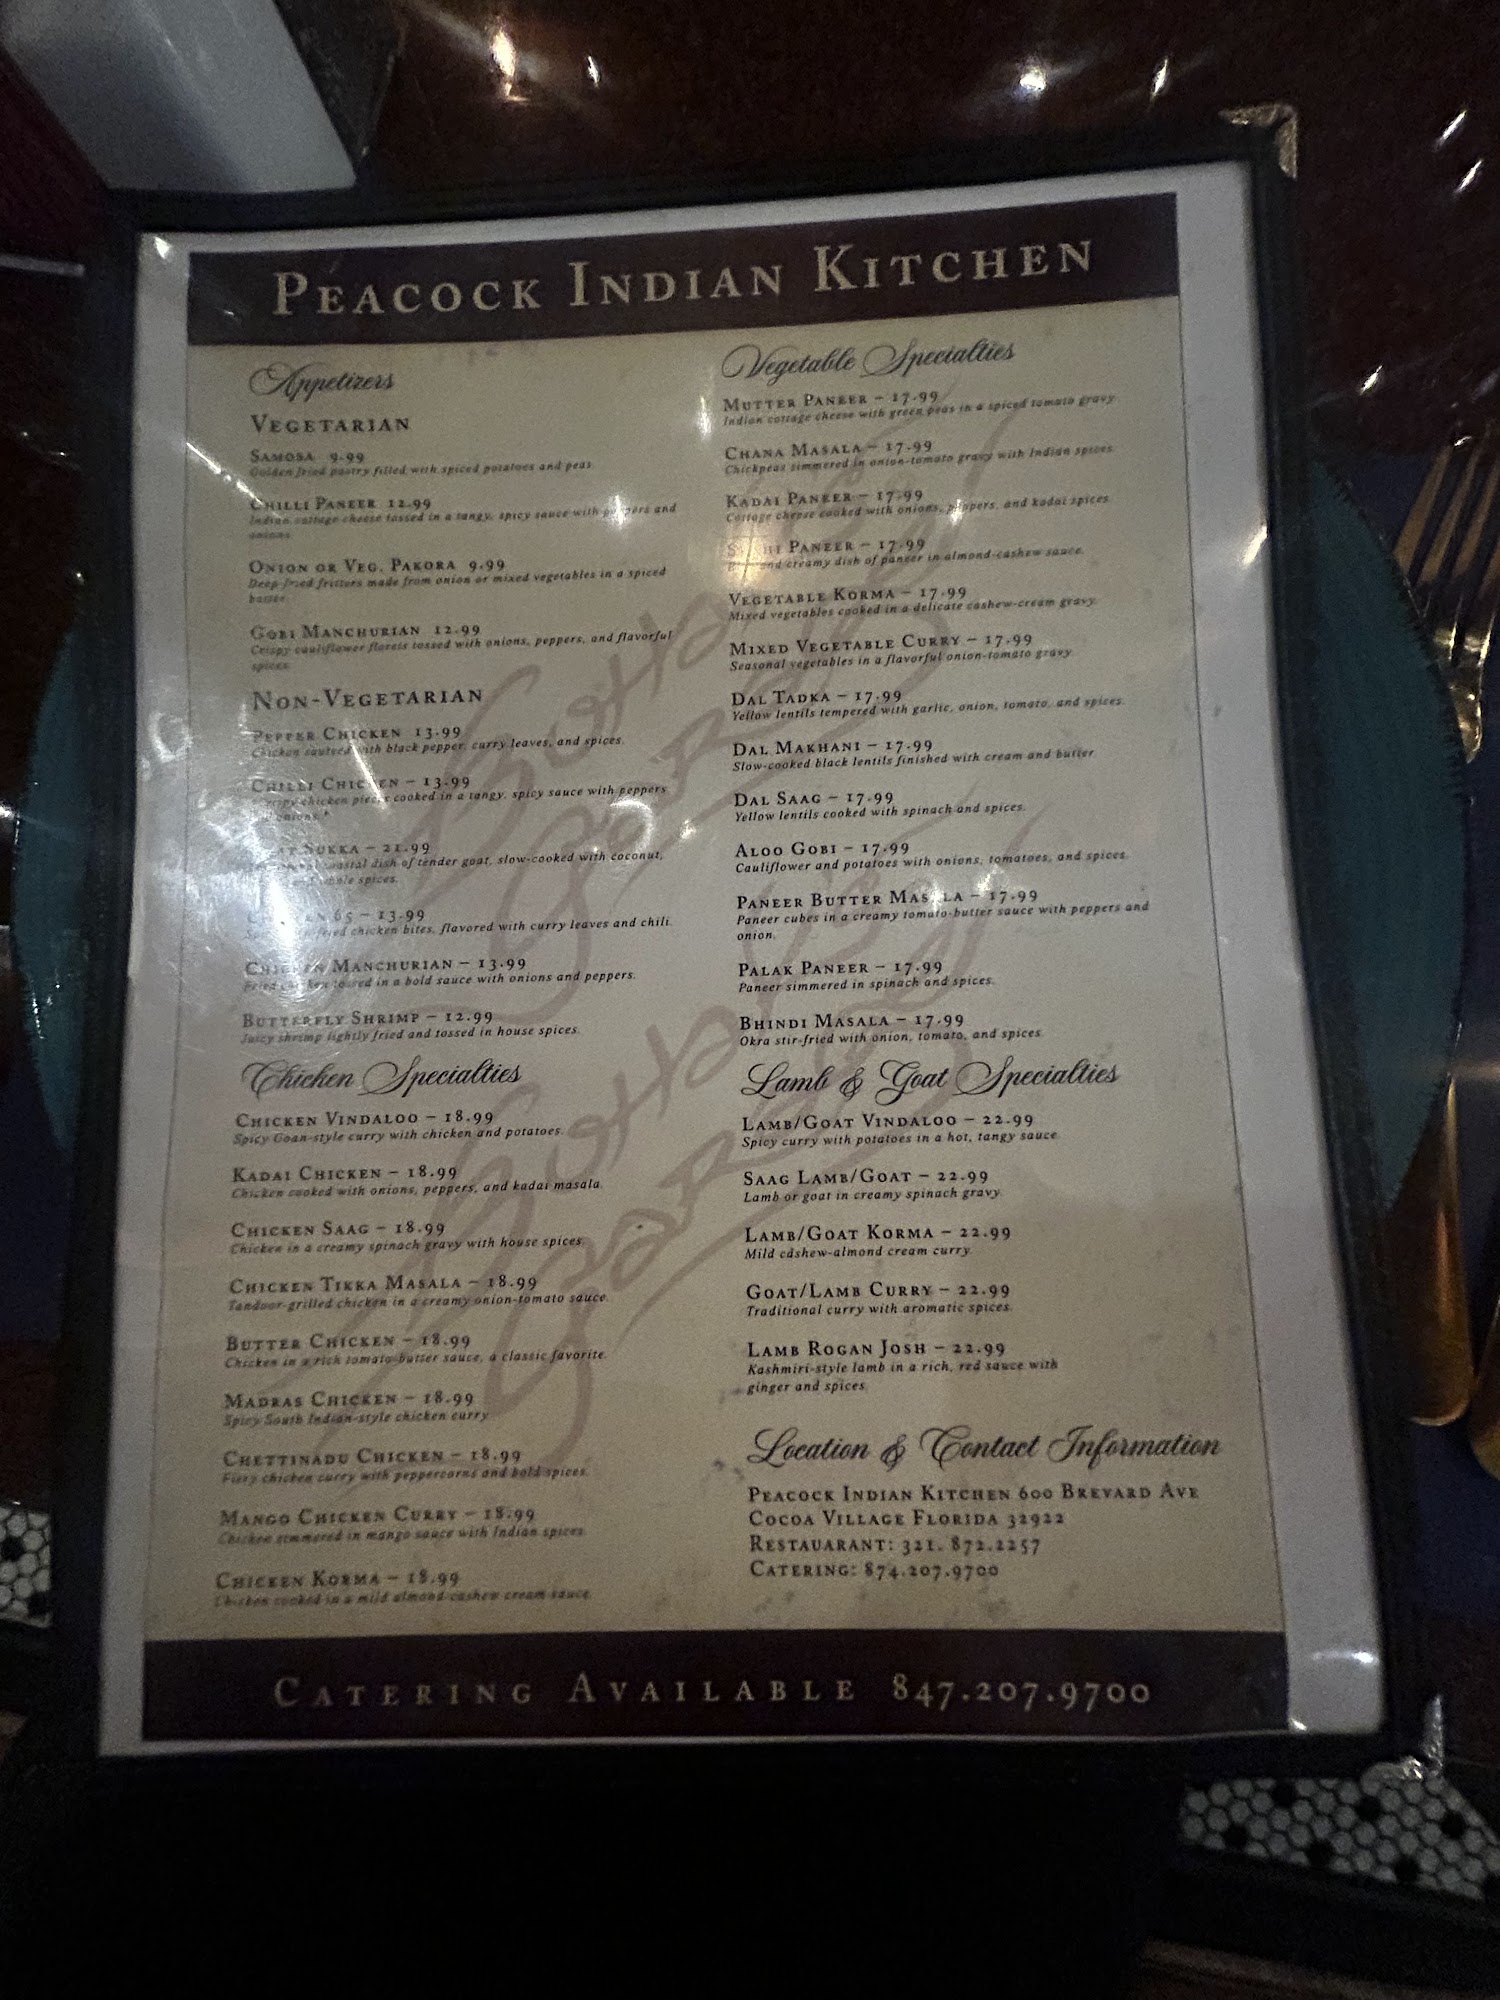 PEACOCK INDIAN KITCHEN
Appetizers
VEGETARIAN
SAMOSA 9.99
Golden fried pastry filled with spiced potatoes and peas.
CHILLI PANEER 12.99
Indian cottage cheese tossed in a tangy, spicy sauce with peppers and
onions.
ONION OR VEG. PAKORA 9.99
Deep-fried fritters made from onion or mixed vegetables in a spiced
batter.
GOBI MANCHURIAN 12.99
Crispy cauliflower florets tossed with onions, peppers, and flavorful
spices.
NON-VEGETARIAN
PEPPER CHICKEN 13.99
Chicken sauteed with black pepper, curry leaves, and spices.
CHILLI CHICKEN – 13.99
Crispy chicken pieces cooked in a tangy, spicy sauce with peppers
onions.*
SUKKA – 21.99
coastal dish of tender goat, slow-cooked with coconut,
whole spices.
65 – 13.99
fried chicken bites, flavored with curry leaves and chili.
CHICKEN MANCHURIAN – 13.99
Fried chicken tossed in a bold sauce with onions and peppers.
BUTTERFLY SHRIMP – 12.99
Juicy shrimp lightly fried and tossed in house spices.
Chicken Specialties
CHICKEN VINDALOO – 18.99
Spicy Goan-style curry with chicken and potatoes.
KADAI CHICKEN – 18.99
Chicken cooked with onions, peppers, and kadai masala.
CHICKEN SAAG – 18.99
Chicken in a creamy spinach gravy with house spices.
CHICKEN TIKKA MASALA – 18.99
Tandoor-grilled chicken in a creamy onion-tomato sauce.
BUTTER CHICKEN – 18.99
Chicken in a rich tomato-butter sauce, a classic favorite.
MADRAS CHICKEN – 18.99
Spicy South Indian-style chicken curry.
CHETTINADU CHICKEN – 18.99
Fiery chicken curry with peppercorns and bold spices.
MANGO CHICKEN CURRY – 18.99
Chicken simmered in mango sauce with Indian spices.
CHICKEN KORMA – 18.99
Chicken cooked in a mild almond-cashew cream sauce.
Vegetable Specialties
MUTTER PANEER – 17.99
Indian cottage cheese with green peas in a spiced tomato gravy.
CHANA MASALA – 17.99
Chickpeas simmered in onion-tomato gravy with Indian spices.
KADAI PANEER – 17.99
Cottage cheese cooked with onions, peppers, and kadai spices.
PANEER – 17.99
and creamy dish of paneer in almond-cashew sauce.
VEGETABLE KORMA – 17.99
Mixed vegetables cooked in a delicate cashew-cream gravy.
MIXED VEGETABLE CURRY – 17.99
Seasonal vegetables in a flavorful onion-tomato gravy.
DAL TADKA – 17.99
Yellow lentils tempered with garlic, onion, tomato, and spices.
DAL MAKHANI – 17.99
Slow-cooked black lentils finished with cream and butter.
DAL SAAG – 17.99
Yellow lentils cooked with spinach and spices.
ALOO GOBI – 17.99
Cauliflower and potatoes with onions, tomatoes, and spices.
PANEER BUTTER MASALA – 17.99
Paneer cubes in a creamy tomato-butter sauce with peppers and
onion.
PALAK PANEER – 17.99
Paneer simmered in spinach and spices.
BHINDI MASALA – 17.99
Okra stir-fried with onion, tomato, and spices.
Lamb & Goat Specialties
LAMB/GOAT VINDALOO – 22.99
Spicy curry with potatoes in a hot, tangy sauce.
SAAG LAMB/GOAT – 22.99
Lamb or goat in creamy spinach gravy.
LAMB/GOAT KORMA – 22.99
Mild cashew-almond cream curry.
GOAT/LAMB CURRY – 22.99
Traditional curry with aromatic spices.
LAMB ROGAN JOSH – 22.99
Kashmiri-style lamb in a rich, red sauce with
ginger and spices.
Location & Contact Information
PEACOCK INDIAN KITCHEN 600 BREVARD AVE
COCOA VILLAGE FLORIDA 32922
RESTAUARANT: 321. 872.2257
CATERING: 874.207.9700
CATERING AVAILABLE 847.207.9700